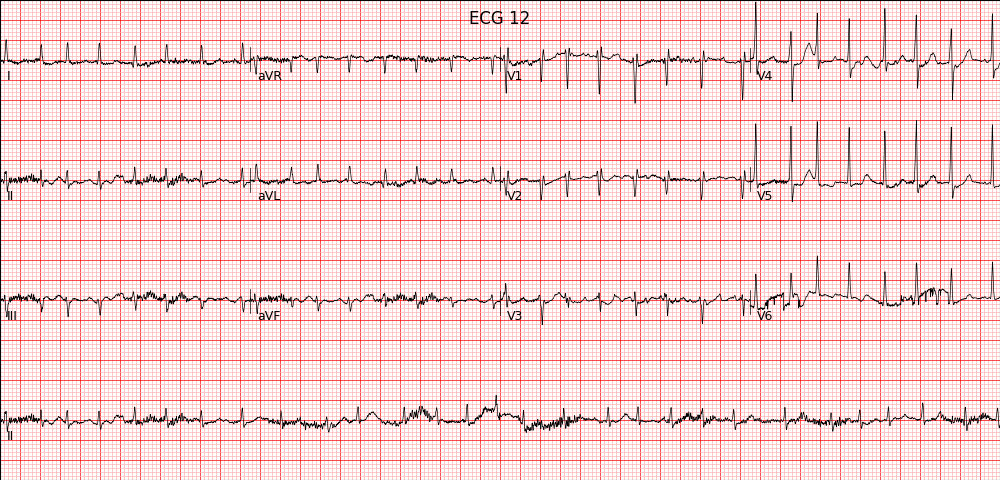 ECG 12
I aVR V1 V4
II aVL V2 V5
III aVF V3 V6
II